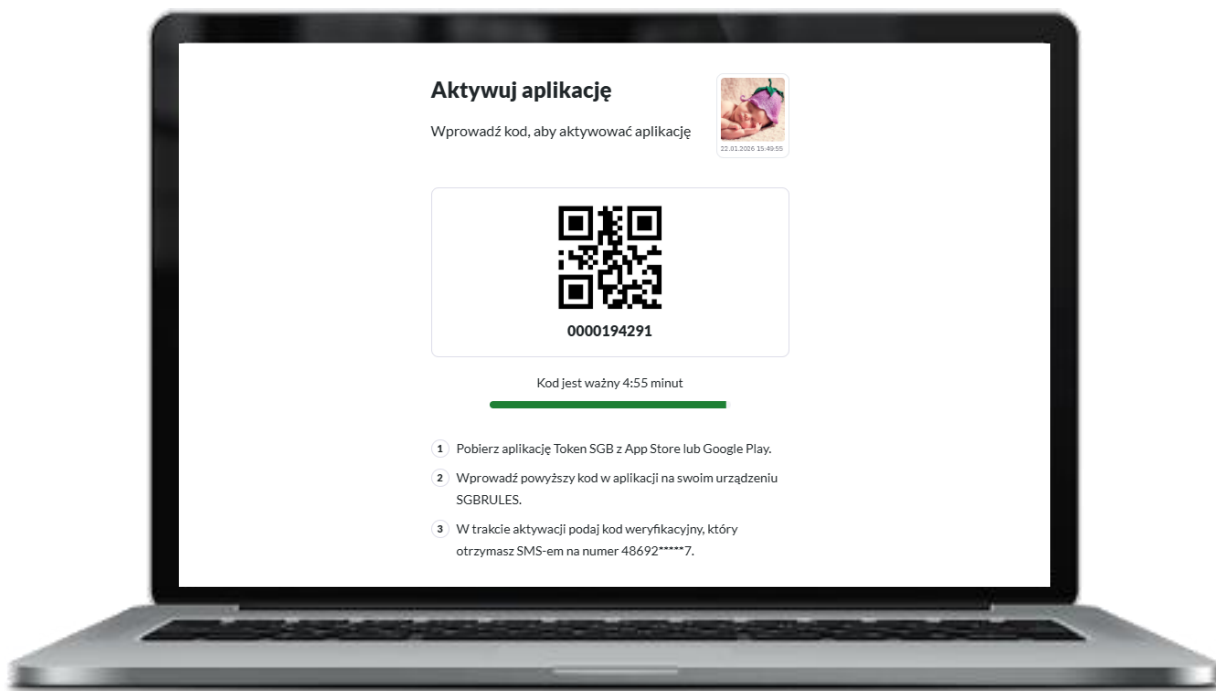 Aktywuj aplikację
Wprowadź kod, aby aktywować aplikację
22.01.2026 15:49:55
0000194291
Kod jest ważny 4:55 minut
1 Pobierz aplikację Token SGB z App Store lub Google Play.
2 Wprowadź powyższy kod w aplikacji na swoim urządzeniu
SGBRULES.
3 W trakcie aktywacji podaj kod weryfikacyjny, który
otrzymasz SMS-em na numer 48692*****7.